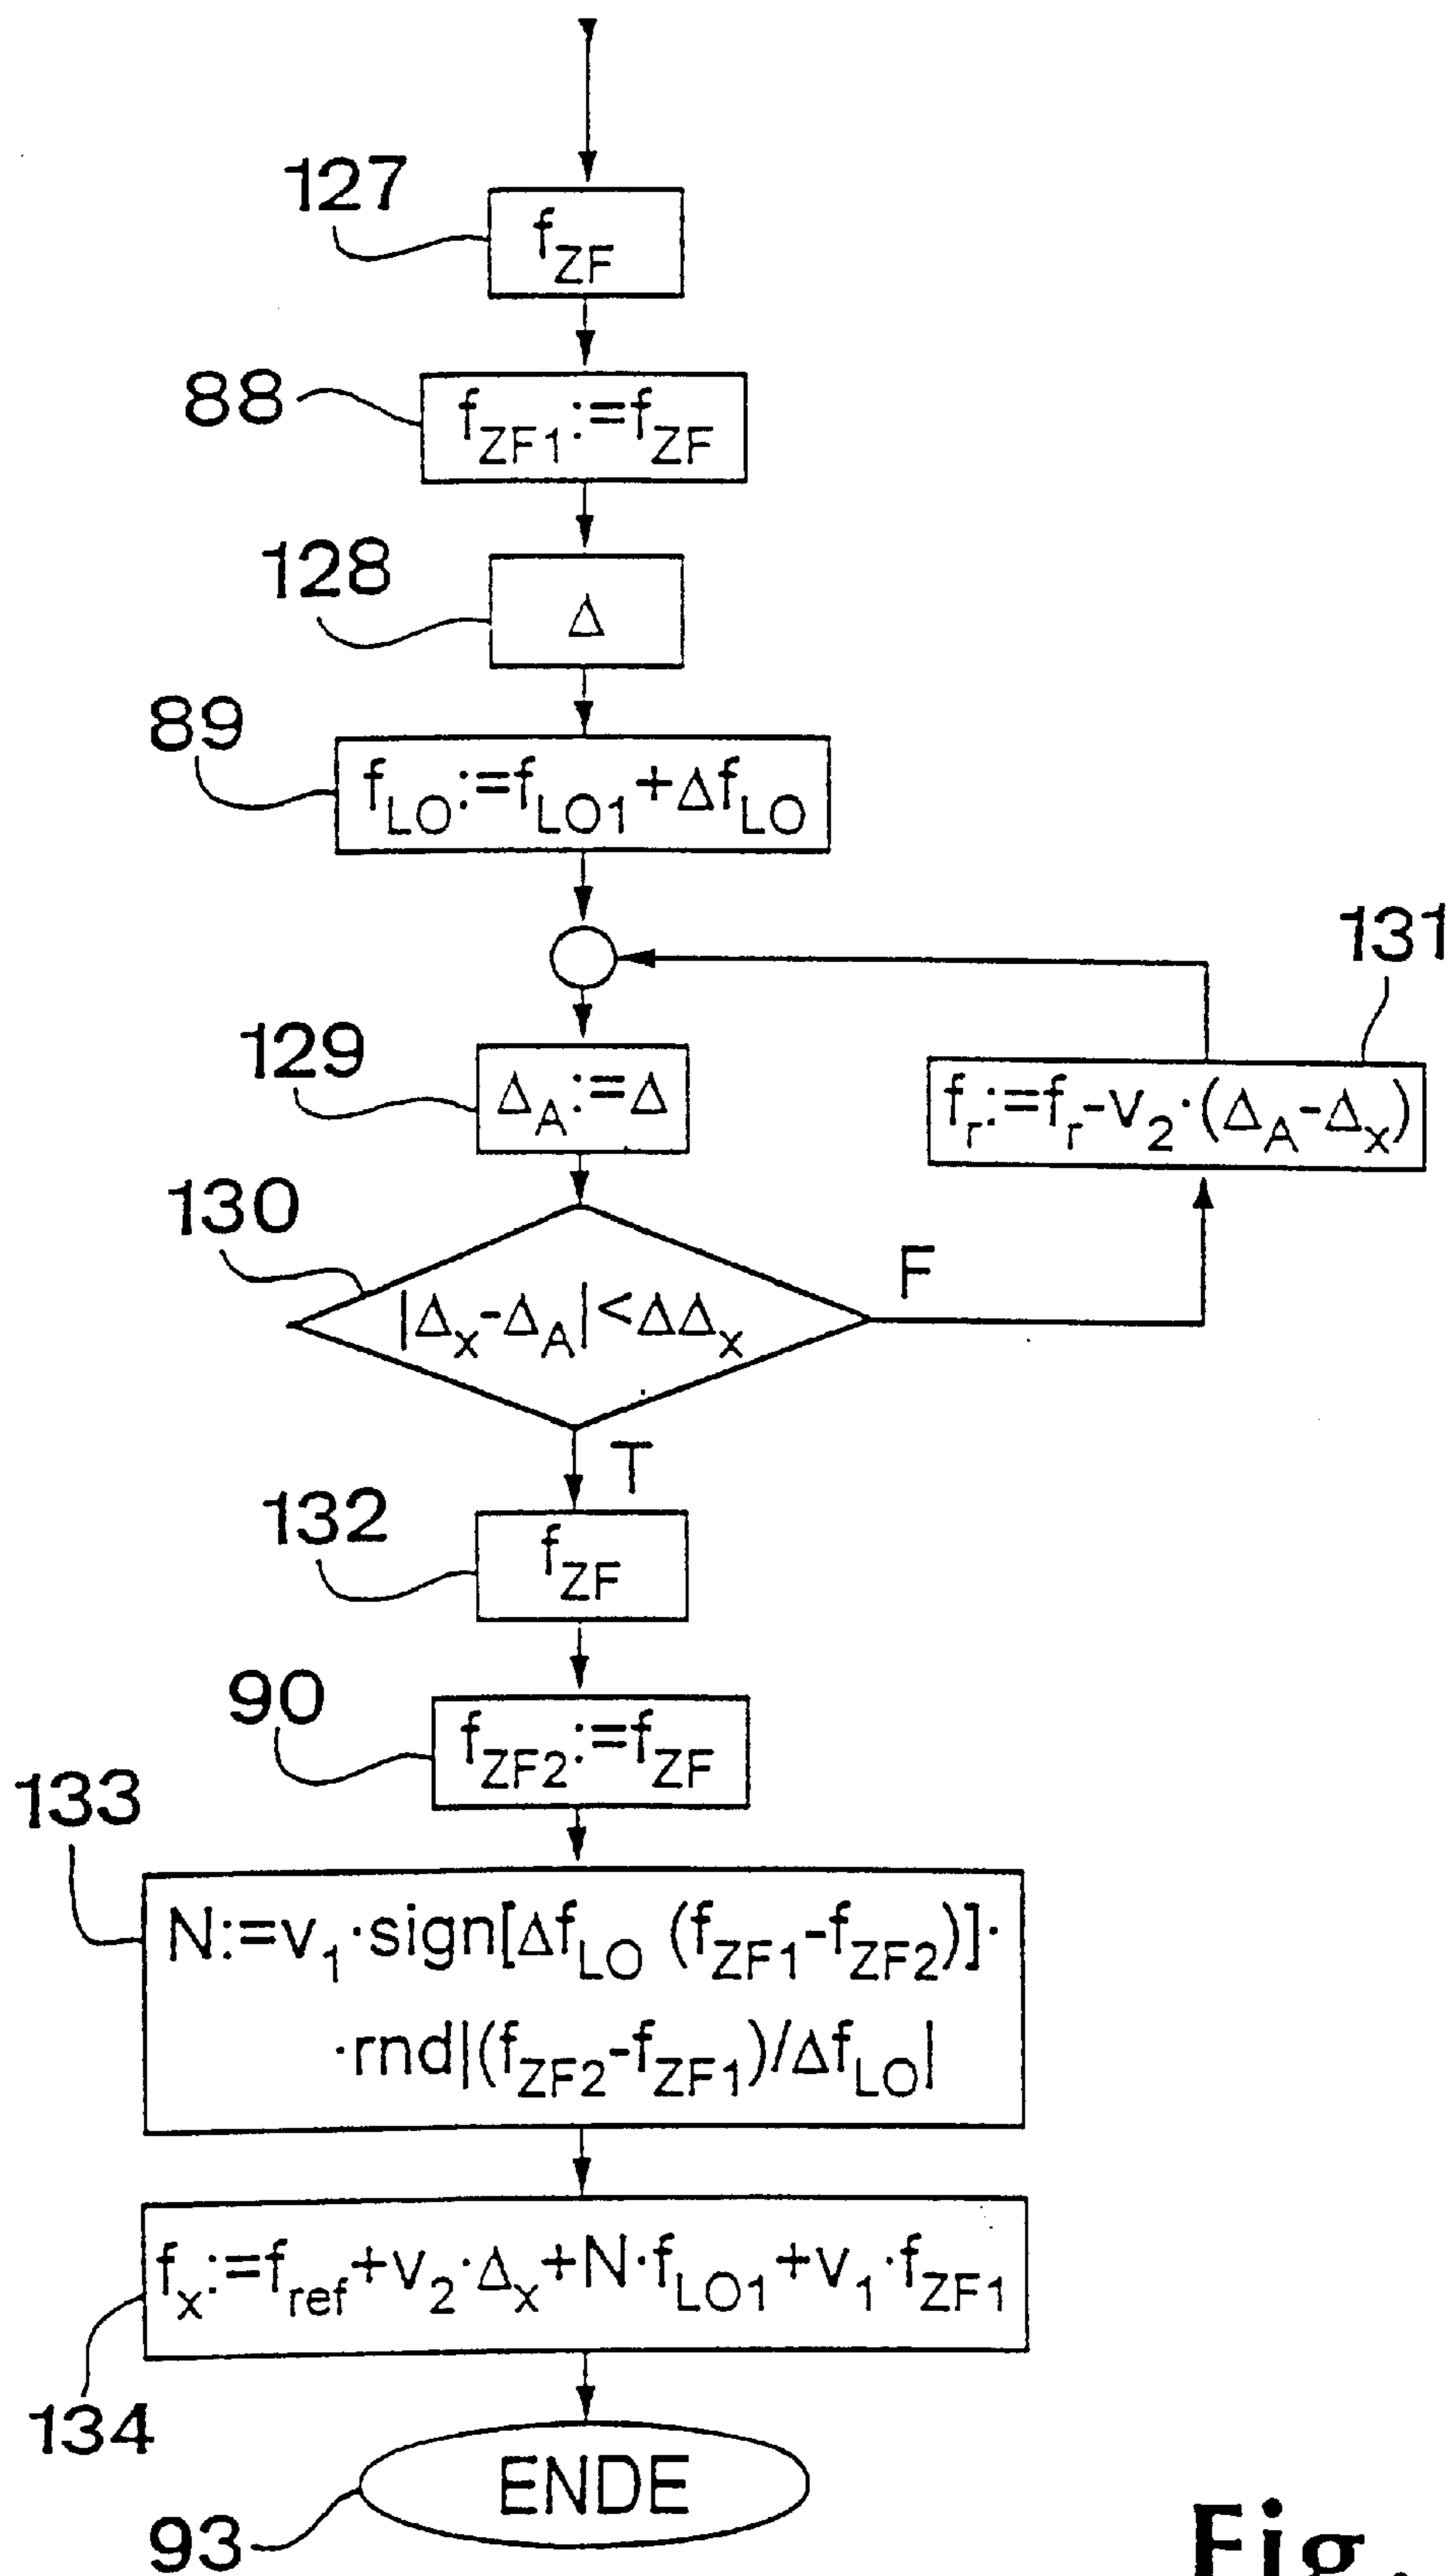 127
f_ZF
88
f_ZF1:=f_ZF
128
Δ
89
f_LO:=f_LO1+Δf_LO
131
129
Δ_A:=Δ
f_r:=f_r-v_2·(Δ_A-Δ_x)
130
F
|Δ_x-Δ_A|<ΔΔ_x
T
132
f_ZF
90
f_ZF2:=f_ZF
133
N:=v_1·sign[Δf_LO (f_ZF1-f_ZF2)]·
·rnd|(f_ZF2-f_ZF1)/Δf_LO|
f_x:=f_ref+v_2·Δ_x+N·f_LO1+v_1·f_ZF1
134
ENDE
93
Fig.